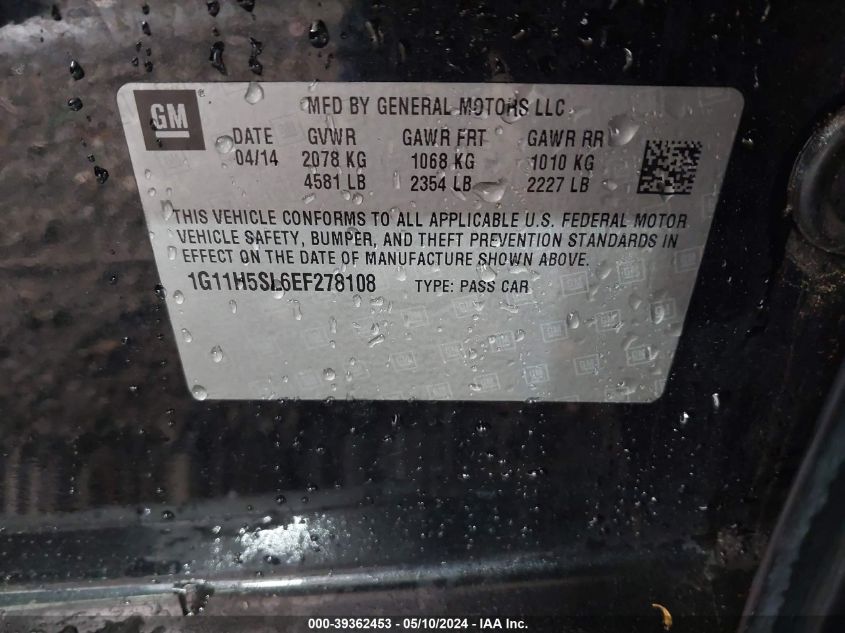 GM
MFD BY GENERAL MOTORS LLC
DATE GVWR GAWR FRT GAWR RR
04/14 2078 KG 1068 KG 1010 KG
4581 LB 2354 LB 2227 LB
THIS VEHICLE CONFORMS TO ALL APPLICABLE U.S. FEDERAL MOTOR
VEHICLE SAFETY, BUMPER, AND THEFT PREVENTION STANDARDS IN
EFFECT ON THE DATE OF MANUFACTURE SHOWN ABOVE.
1G11H5SL6EF278108 TYPE: PASS CAR
000-39362453 - 05/10/2024 - IAA Inc.